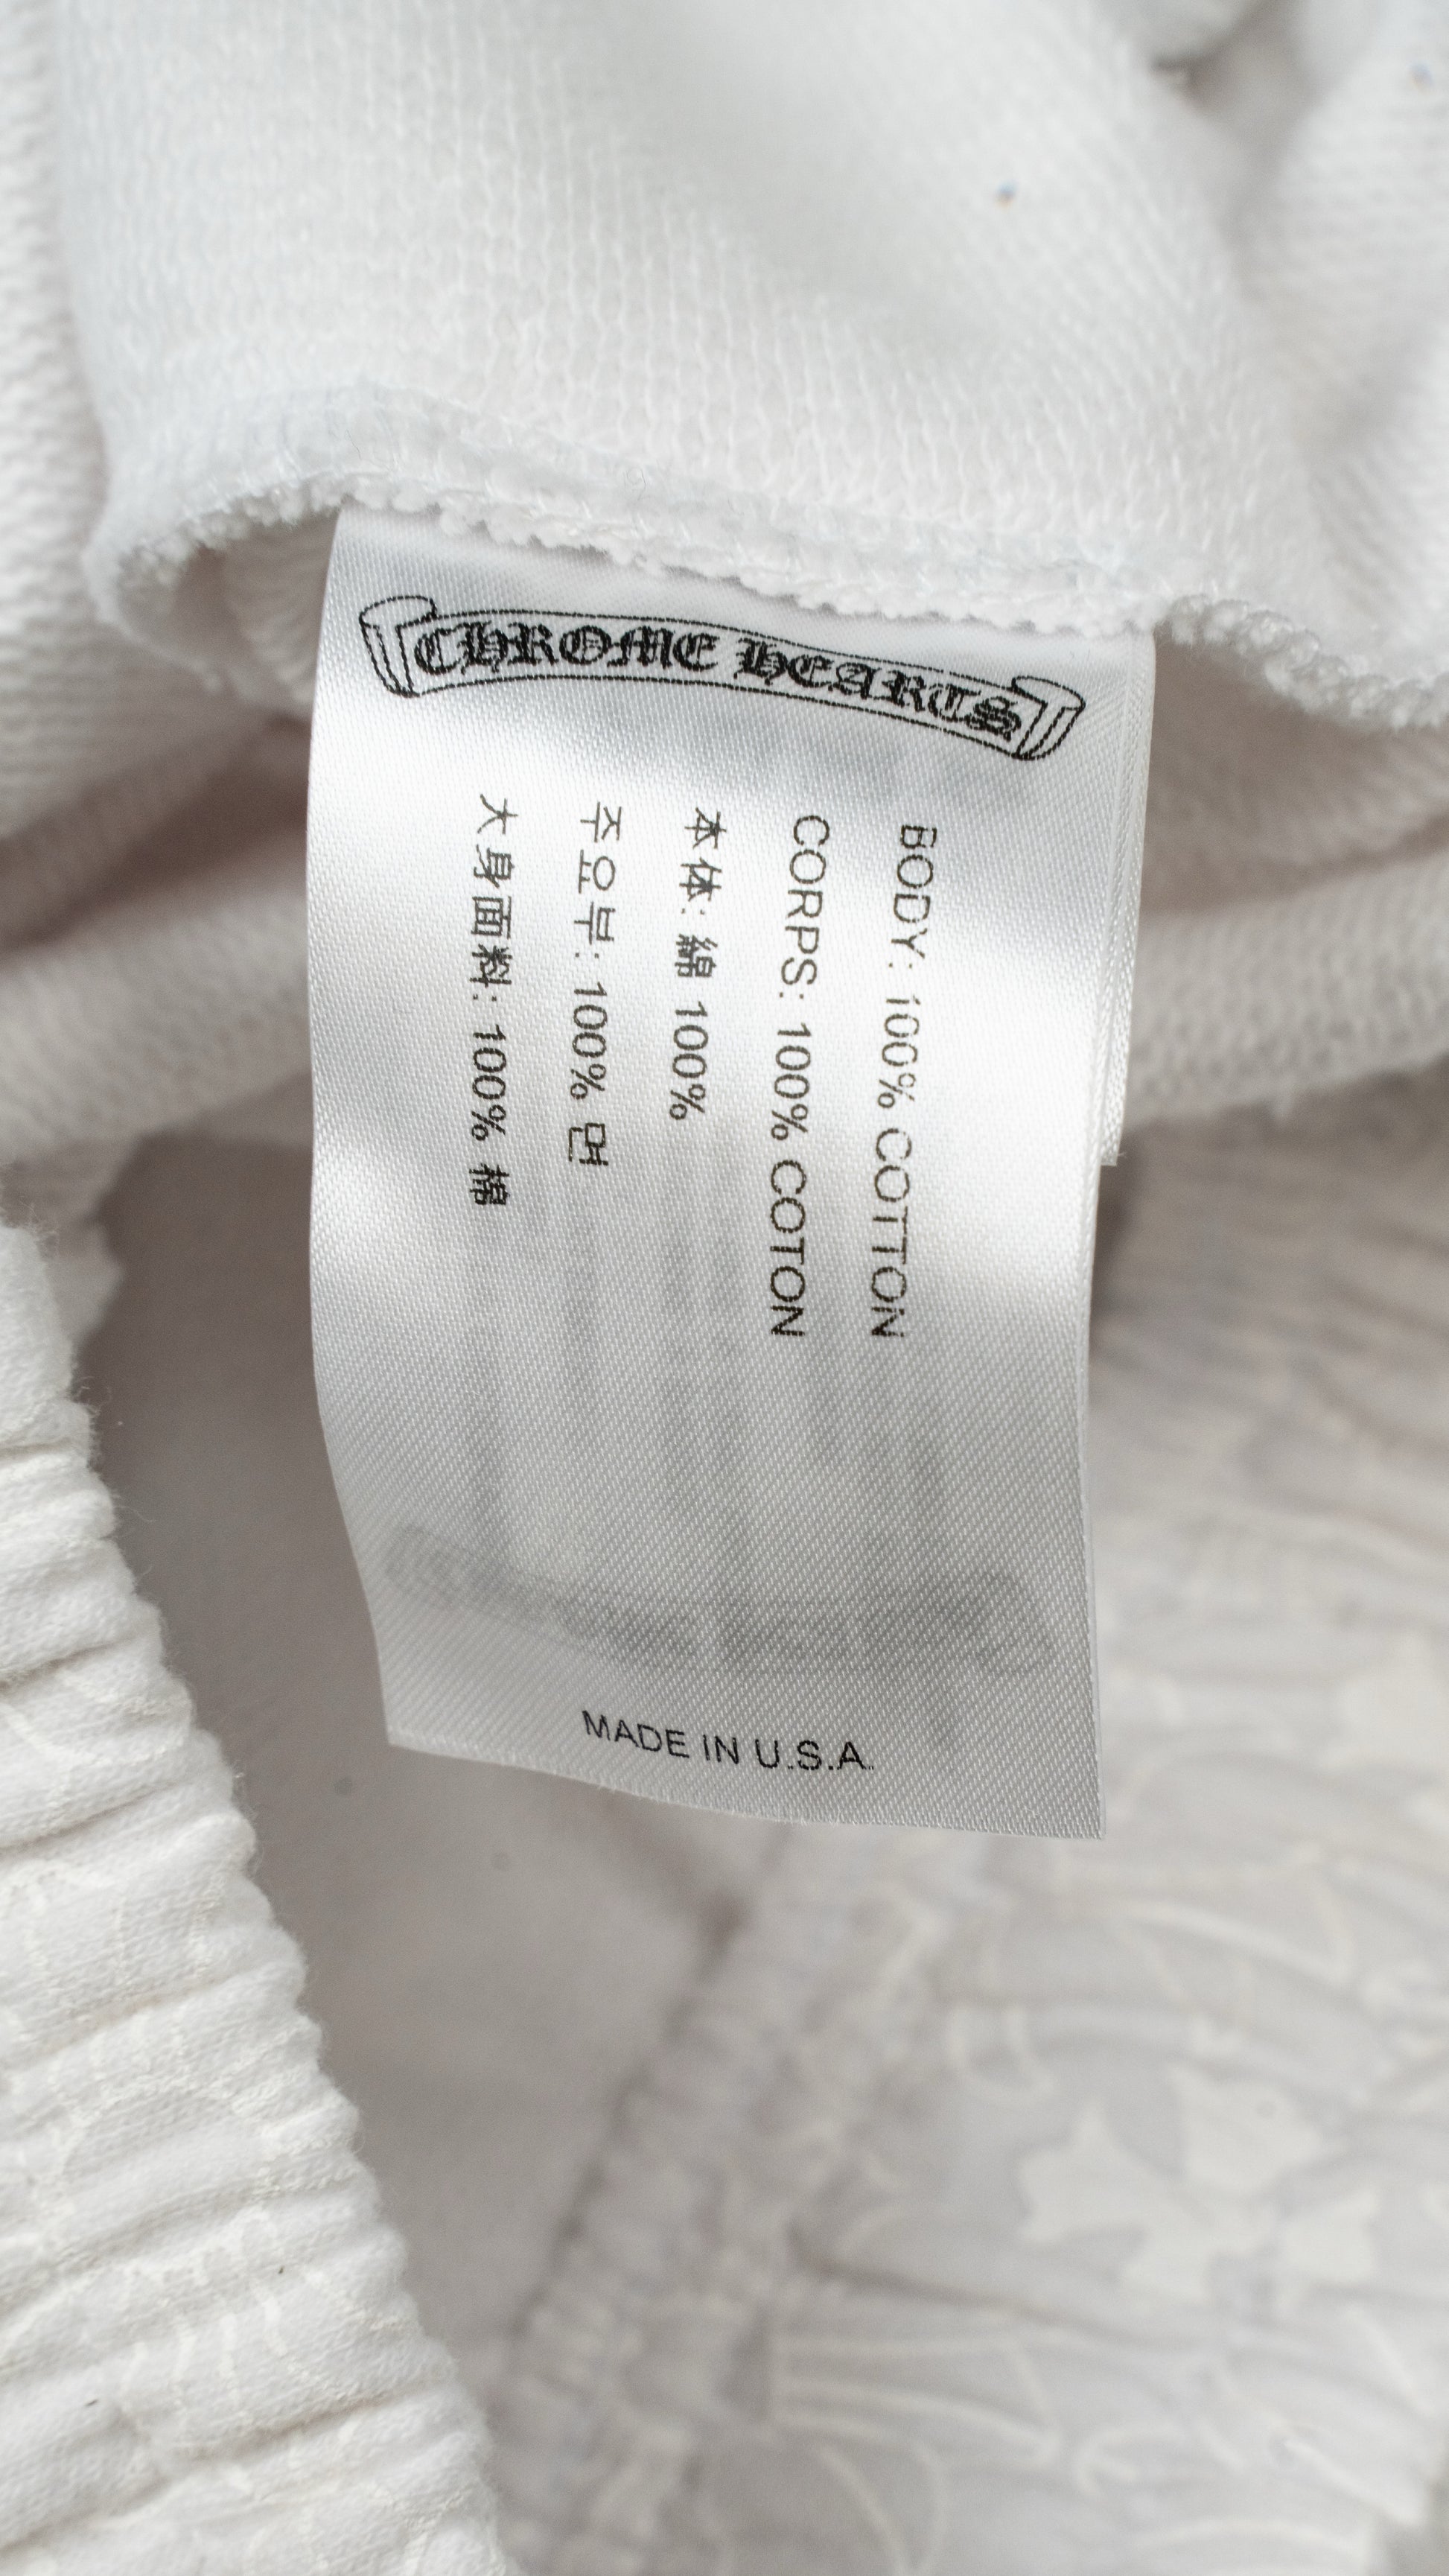 CHROME HEARTS
BODY: 100% COTTON
CORPS: 100% COTON
本体: 綿 100%
주요부: 100% 면
大身面料: 100% 棉
MADE IN U.S.A.